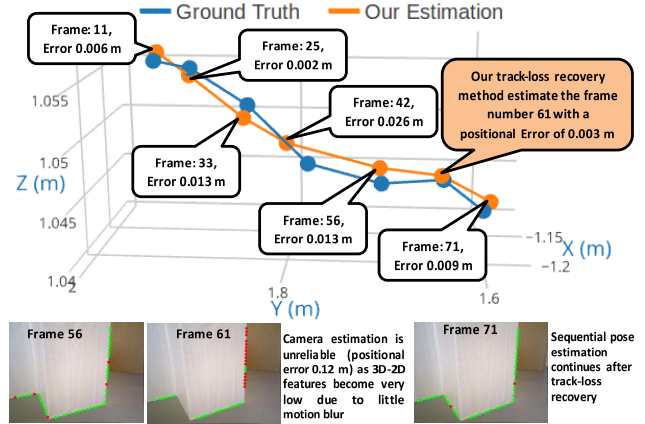 Ground Truth
Our Estimation
Frame: 11,
Error 0.006 m
Frame: 25,
Error 0.002 m
Our track-loss recovery
method estimate the frame
number 61 with a
positional Error of 0.003 m
Frame: 42,
Error 0.026 m
Frame: 33,
Error 0.013 m
Frame: 56,
Error 0.013 m
Frame: 71,
Error 0.009 m
1.055
1.05
Z (m)
1.045
1.04
2
1.8
Y (m)
1.6
−1.15
X (m)
−1.2
Frame 56
Frame 61
Camera estimation is
unreliable (positional
error 0.12 m) as 3D-2D
features become very
low due to little
motion blur
Frame 71
Sequential pose
estimation
continues after
track-loss
recovery